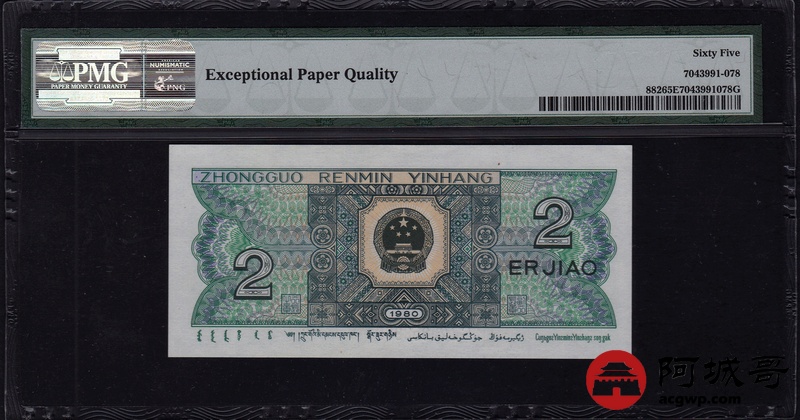 PMG
PAPER MONEY GUARANTY
NUMISMATIC
PNG
Exceptional Paper Quality
Sixty Five
7043991-078
88265E7043991078G
ZHONGGUO RENMIN YINHANG
2
2
ERJIAO
1980
阿城哥
acgwp.com